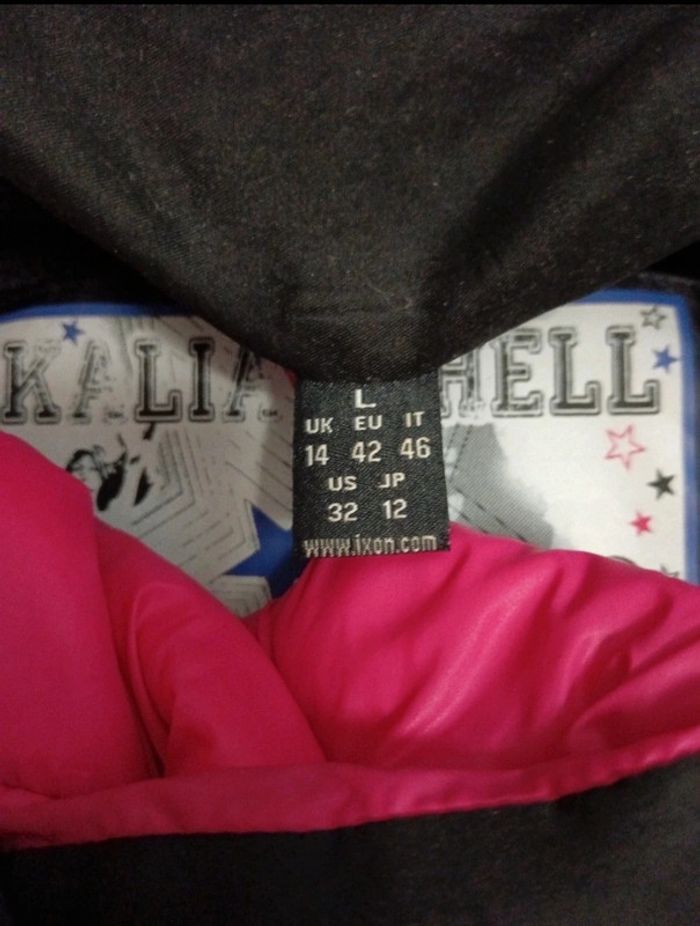 KALIA HELL
L
UK EU IT
14 42 46
US JP
32 12
www.ixon.com